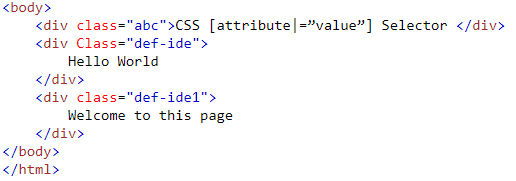 <body>
<div class="abc">CSS [attribute|=”value”] Selector </div>
<div Class="def-ide">
Hello World
</div>
<div class="def-ide1">
Welcome to this page
</div>
</body>
</html>